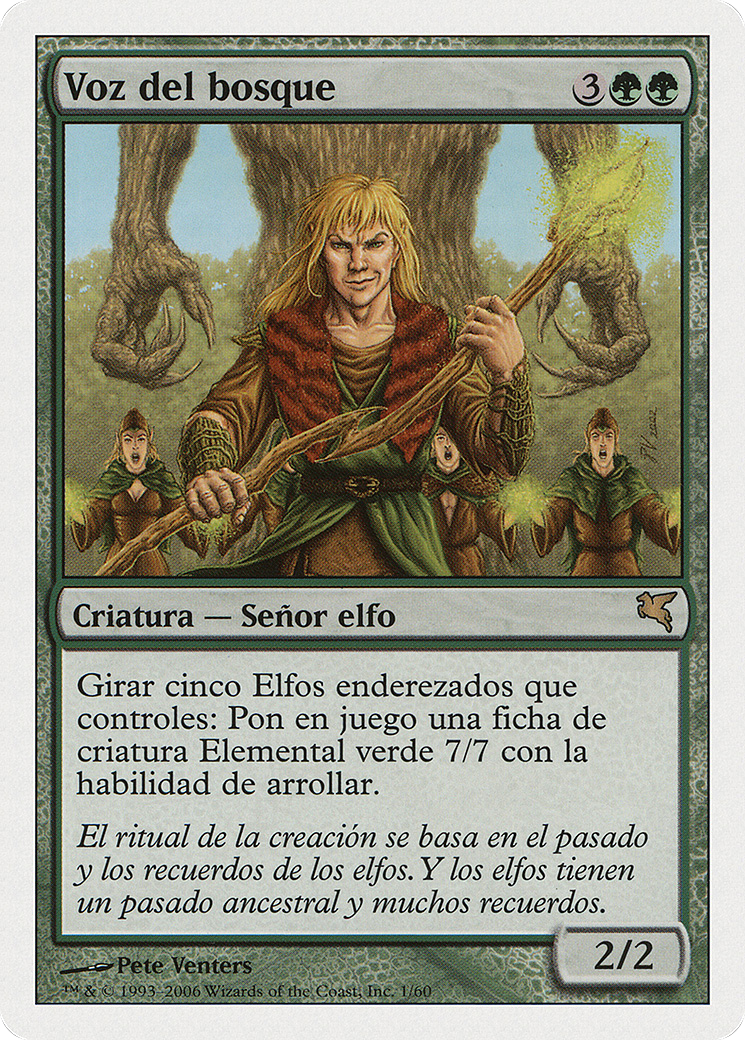 Voz del bosque
3
PV 2002
Criatura — Señor elfo
Girar cinco Elfos enderezados que
controles: Pon en juego una ficha de
criatura Elemental verde 7/7 con la
habilidad de arrollar.
El ritual de la creación se basa en el pasado
y los recuerdos de los elfos. Y los elfos tienen
un pasado ancestral y muchos recuerdos.
2/2
Pete Venters
™ & © 1993–2006 Wizards of the Coast, Inc. 1/60